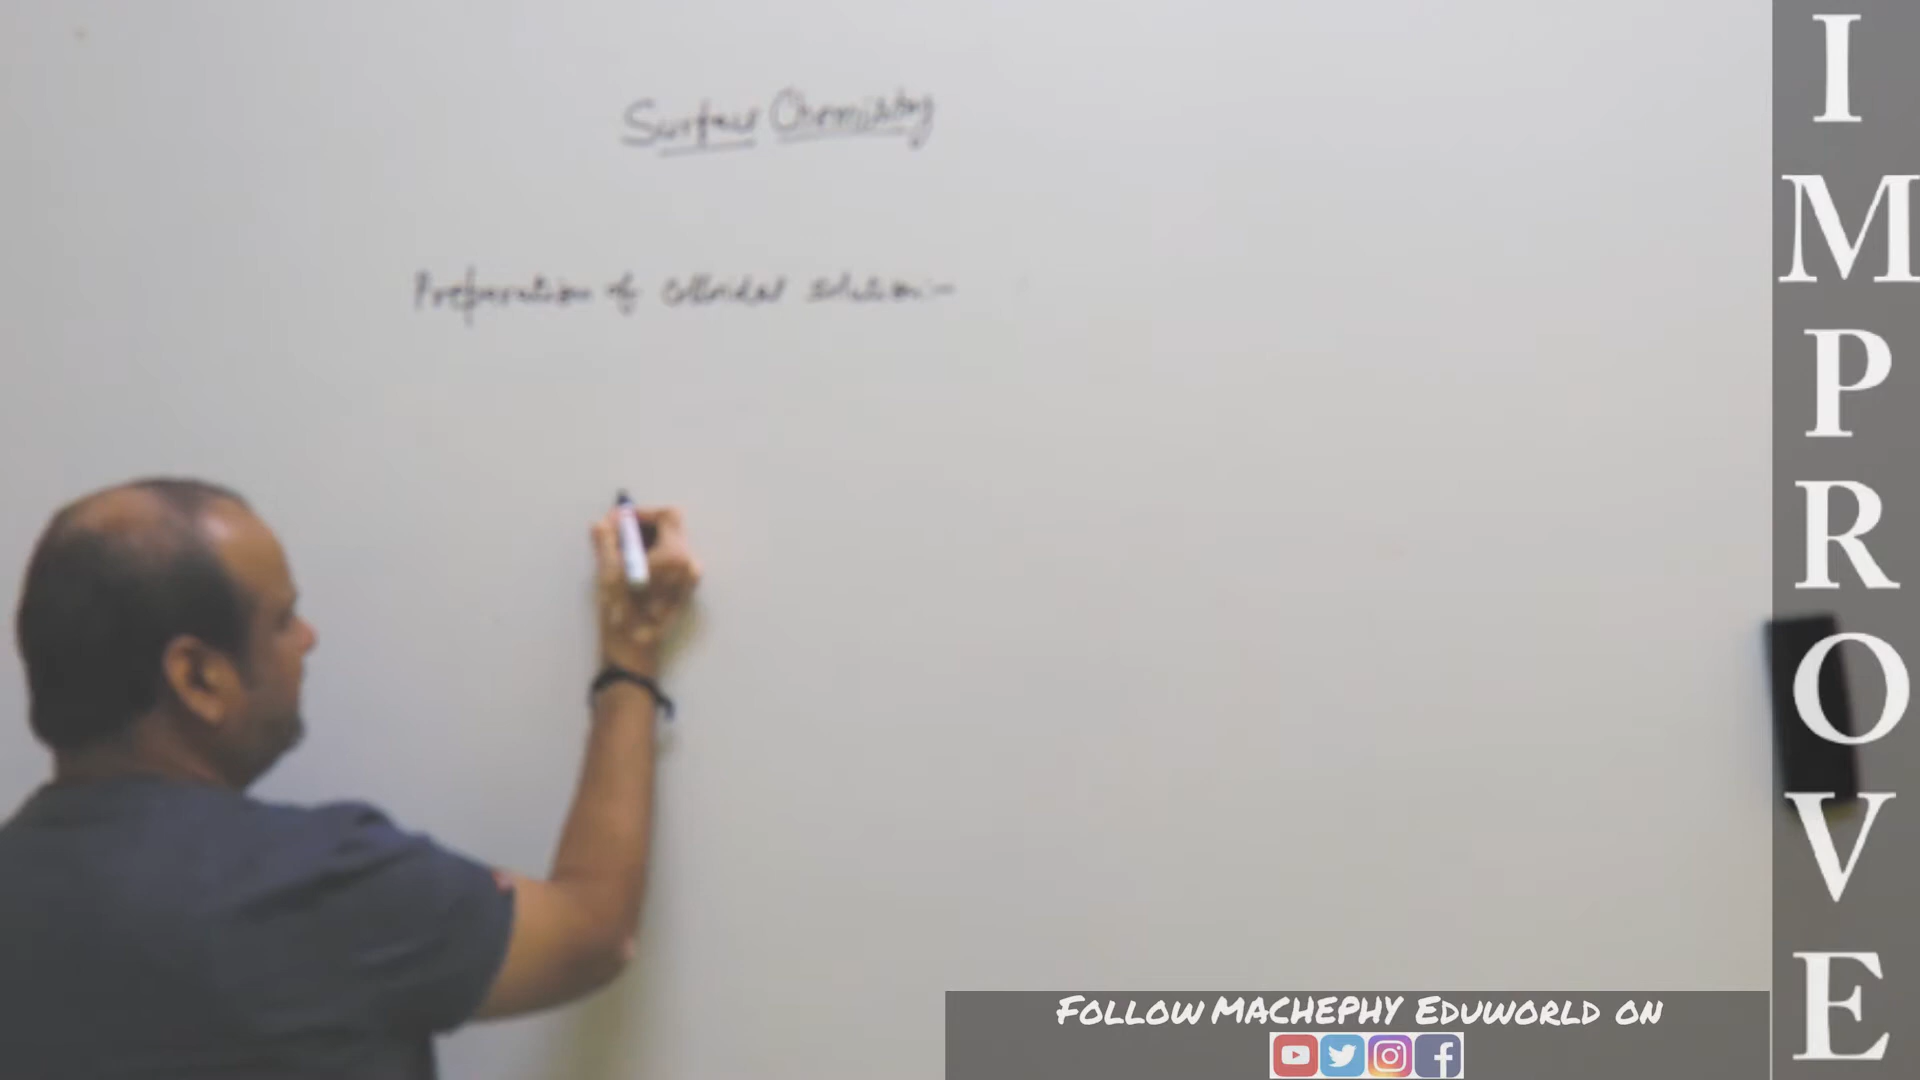 Surface Chemistry
Preparation of colloidal solution:-
IMPROVE
FOLLOW MACHEPHY EDUWORLD ON